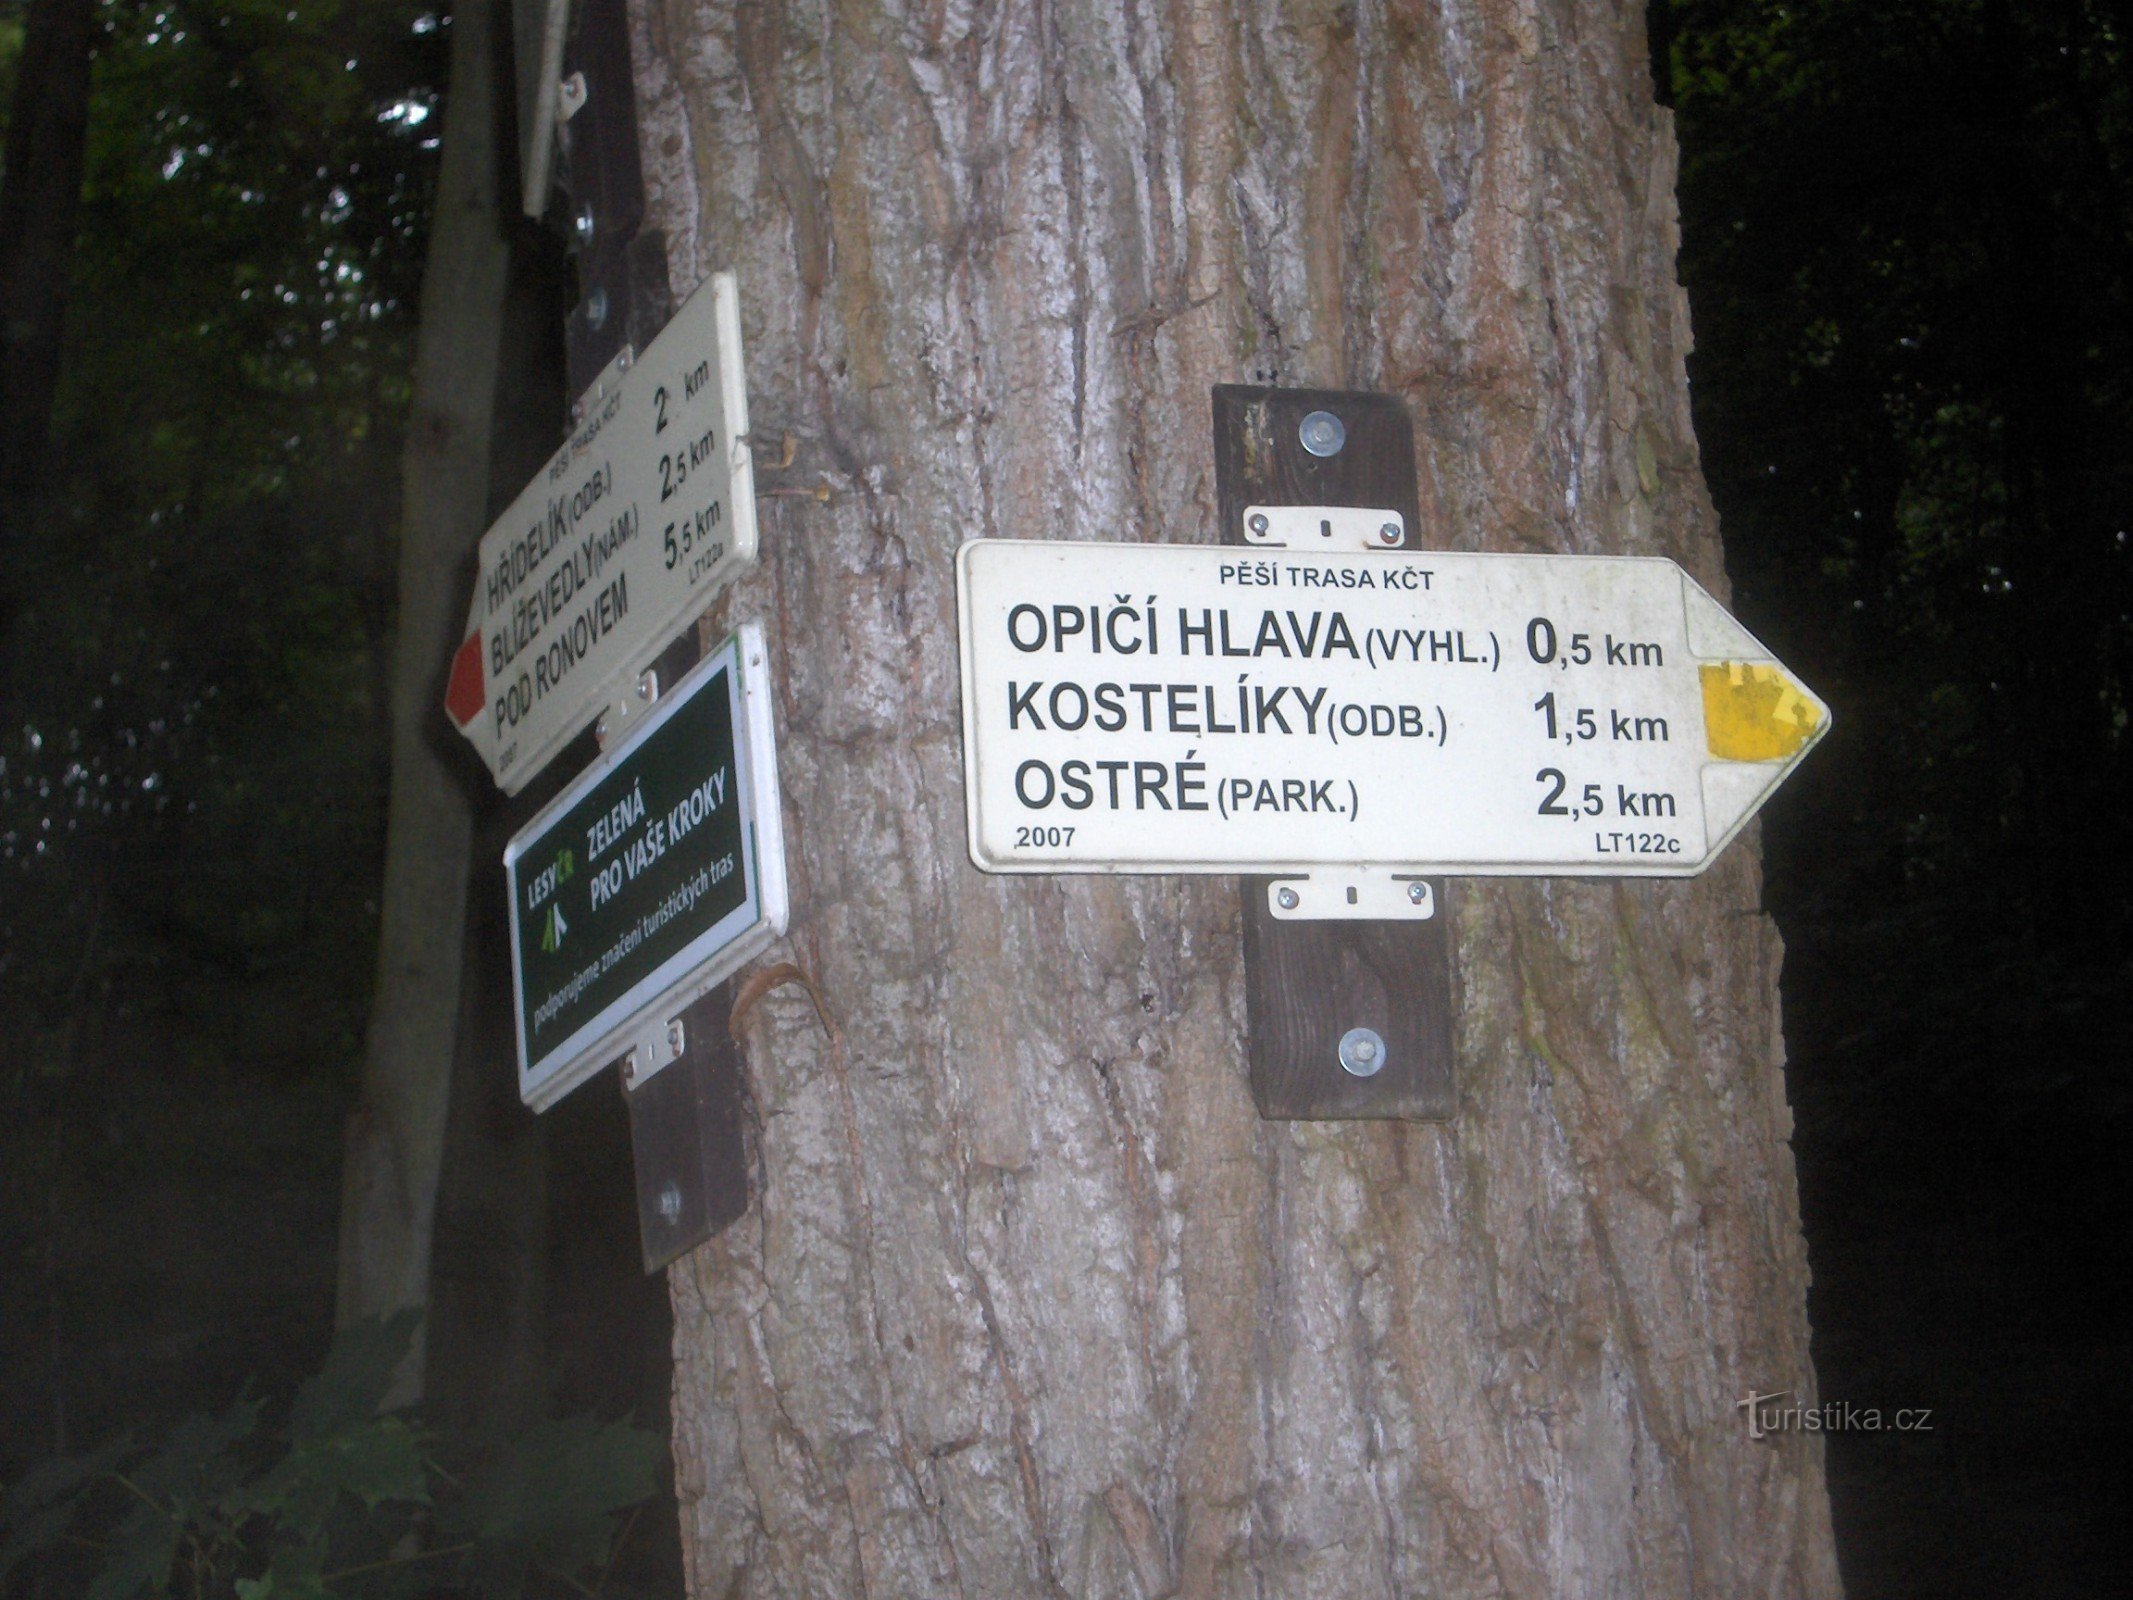 PĚŠÍ TRASA KČT
HŘÍDELÍK (ODB.) 2 km
BLÍŽEVEDLY (NÁM.) 2,5 km
POD RONOVEM 5,5 km
2007 LT122a
LESY ČR
ZELENÁ
PRO VAŠE KROKY
podporujeme značení turistických tras
PĚŠÍ TRASA KČT
OPIČÍ HLAVA (VYHL.) 0,5 km
KOSTELÍKY (ODB.) 1,5 km
OSTRÉ (PARK.) 2,5 km
2007 LT122c
Turistika.cz